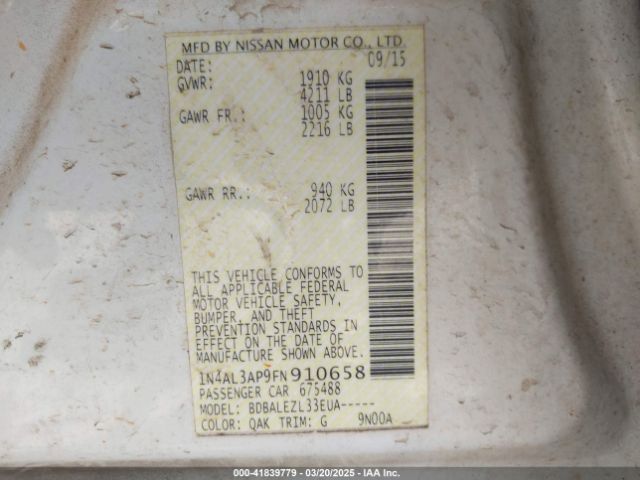 MFD BY NISSAN MOTOR CO., LTD.
DATE: 09/15
GVWR: 1910 KG
4211 LB
GAWR FR.: 1005 KG
2216 LB
GAWR RR.: 940 KG
2072 LB
THIS VEHICLE CONFORMS TO
ALL APPLICABLE FEDERAL
MOTOR VEHICLE SAFETY,
BUMPER, AND THEFT
PREVENTION STANDARDS IN
EFFECT ON THE DATE OF
MANUFACTURE SHOWN ABOVE.
1N4AL3AP9FN910658
PASSENGER CAR 675488
MODEL: BDBALEZL33EUA-----
COLOR: QAK TRIM: G 9N00A
000-41839779 — 03/20/2025 — IAA Inc.